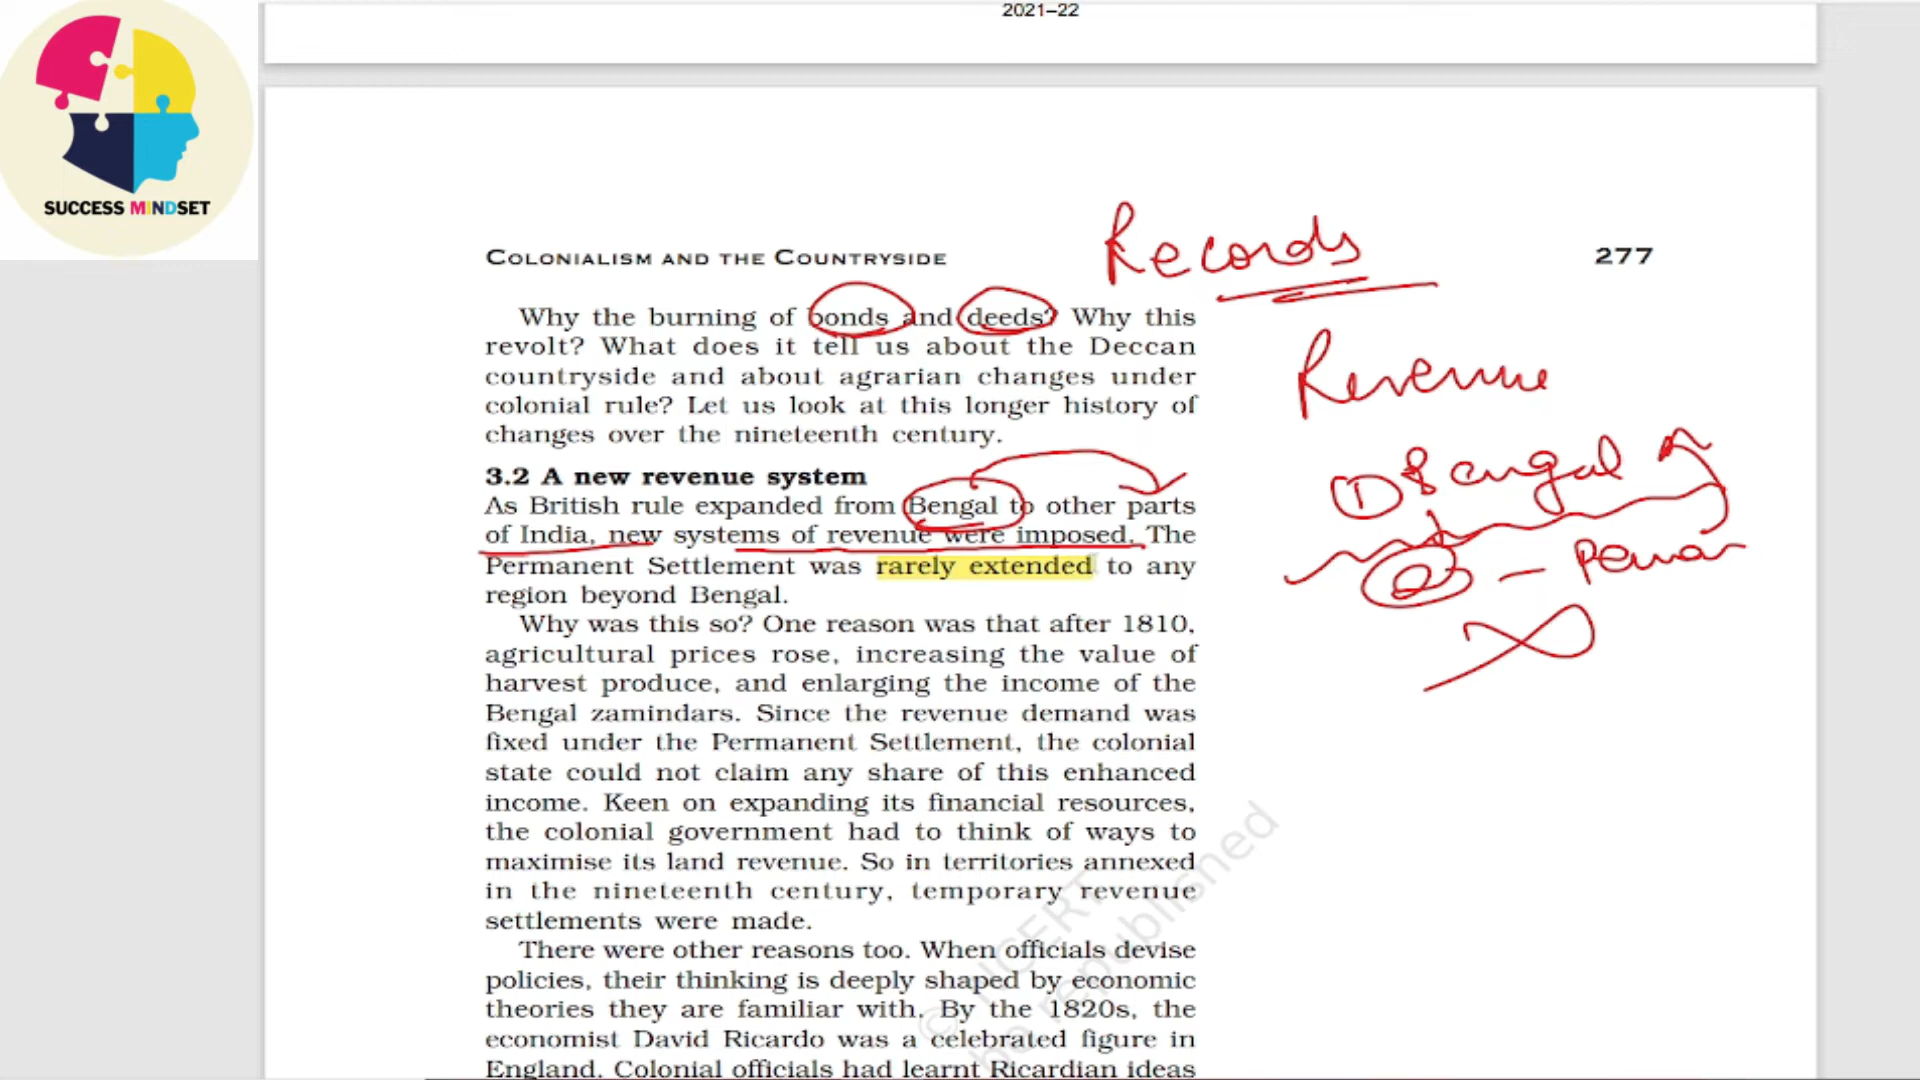 2021–22
SUCCESS MINDSET
COLONIALISM AND THE COUNTRYSIDE
277
Records
Why the burning of bonds and deeds? Why this
revolt? What does it tell us about the Deccan
countryside and about agrarian changes under
colonial rule? Let us look at this longer history of
changes over the nineteenth century.
Revenue
3.2 A new revenue system
As British rule expanded from Bengal to other parts
of India, new systems of revenue were imposed. The
Permanent Settlement was rarely extended to any
region beyond Bengal.
① Bengal
Why was this so? One reason was that after 1810,
agricultural prices rose, increasing the value of
harvest produce, and enlarging the income of the
Bengal zamindars. Since the revenue demand was
fixed under the Permanent Settlement, the colonial
state could not claim any share of this enhanced
income. Keen on expanding its financial resources,
the colonial government had to think of ways to
maximise its land revenue. So in territories annexed
in the nineteenth century, temporary revenue
settlements were made.
There were other reasons too. When officials devise
policies, their thinking is deeply shaped by economic
theories they are familiar with. By the 1820s, the
economist David Ricardo was a celebrated figure in
England. Colonial officials had learnt Ricardian ideas
© NCERT
be republished